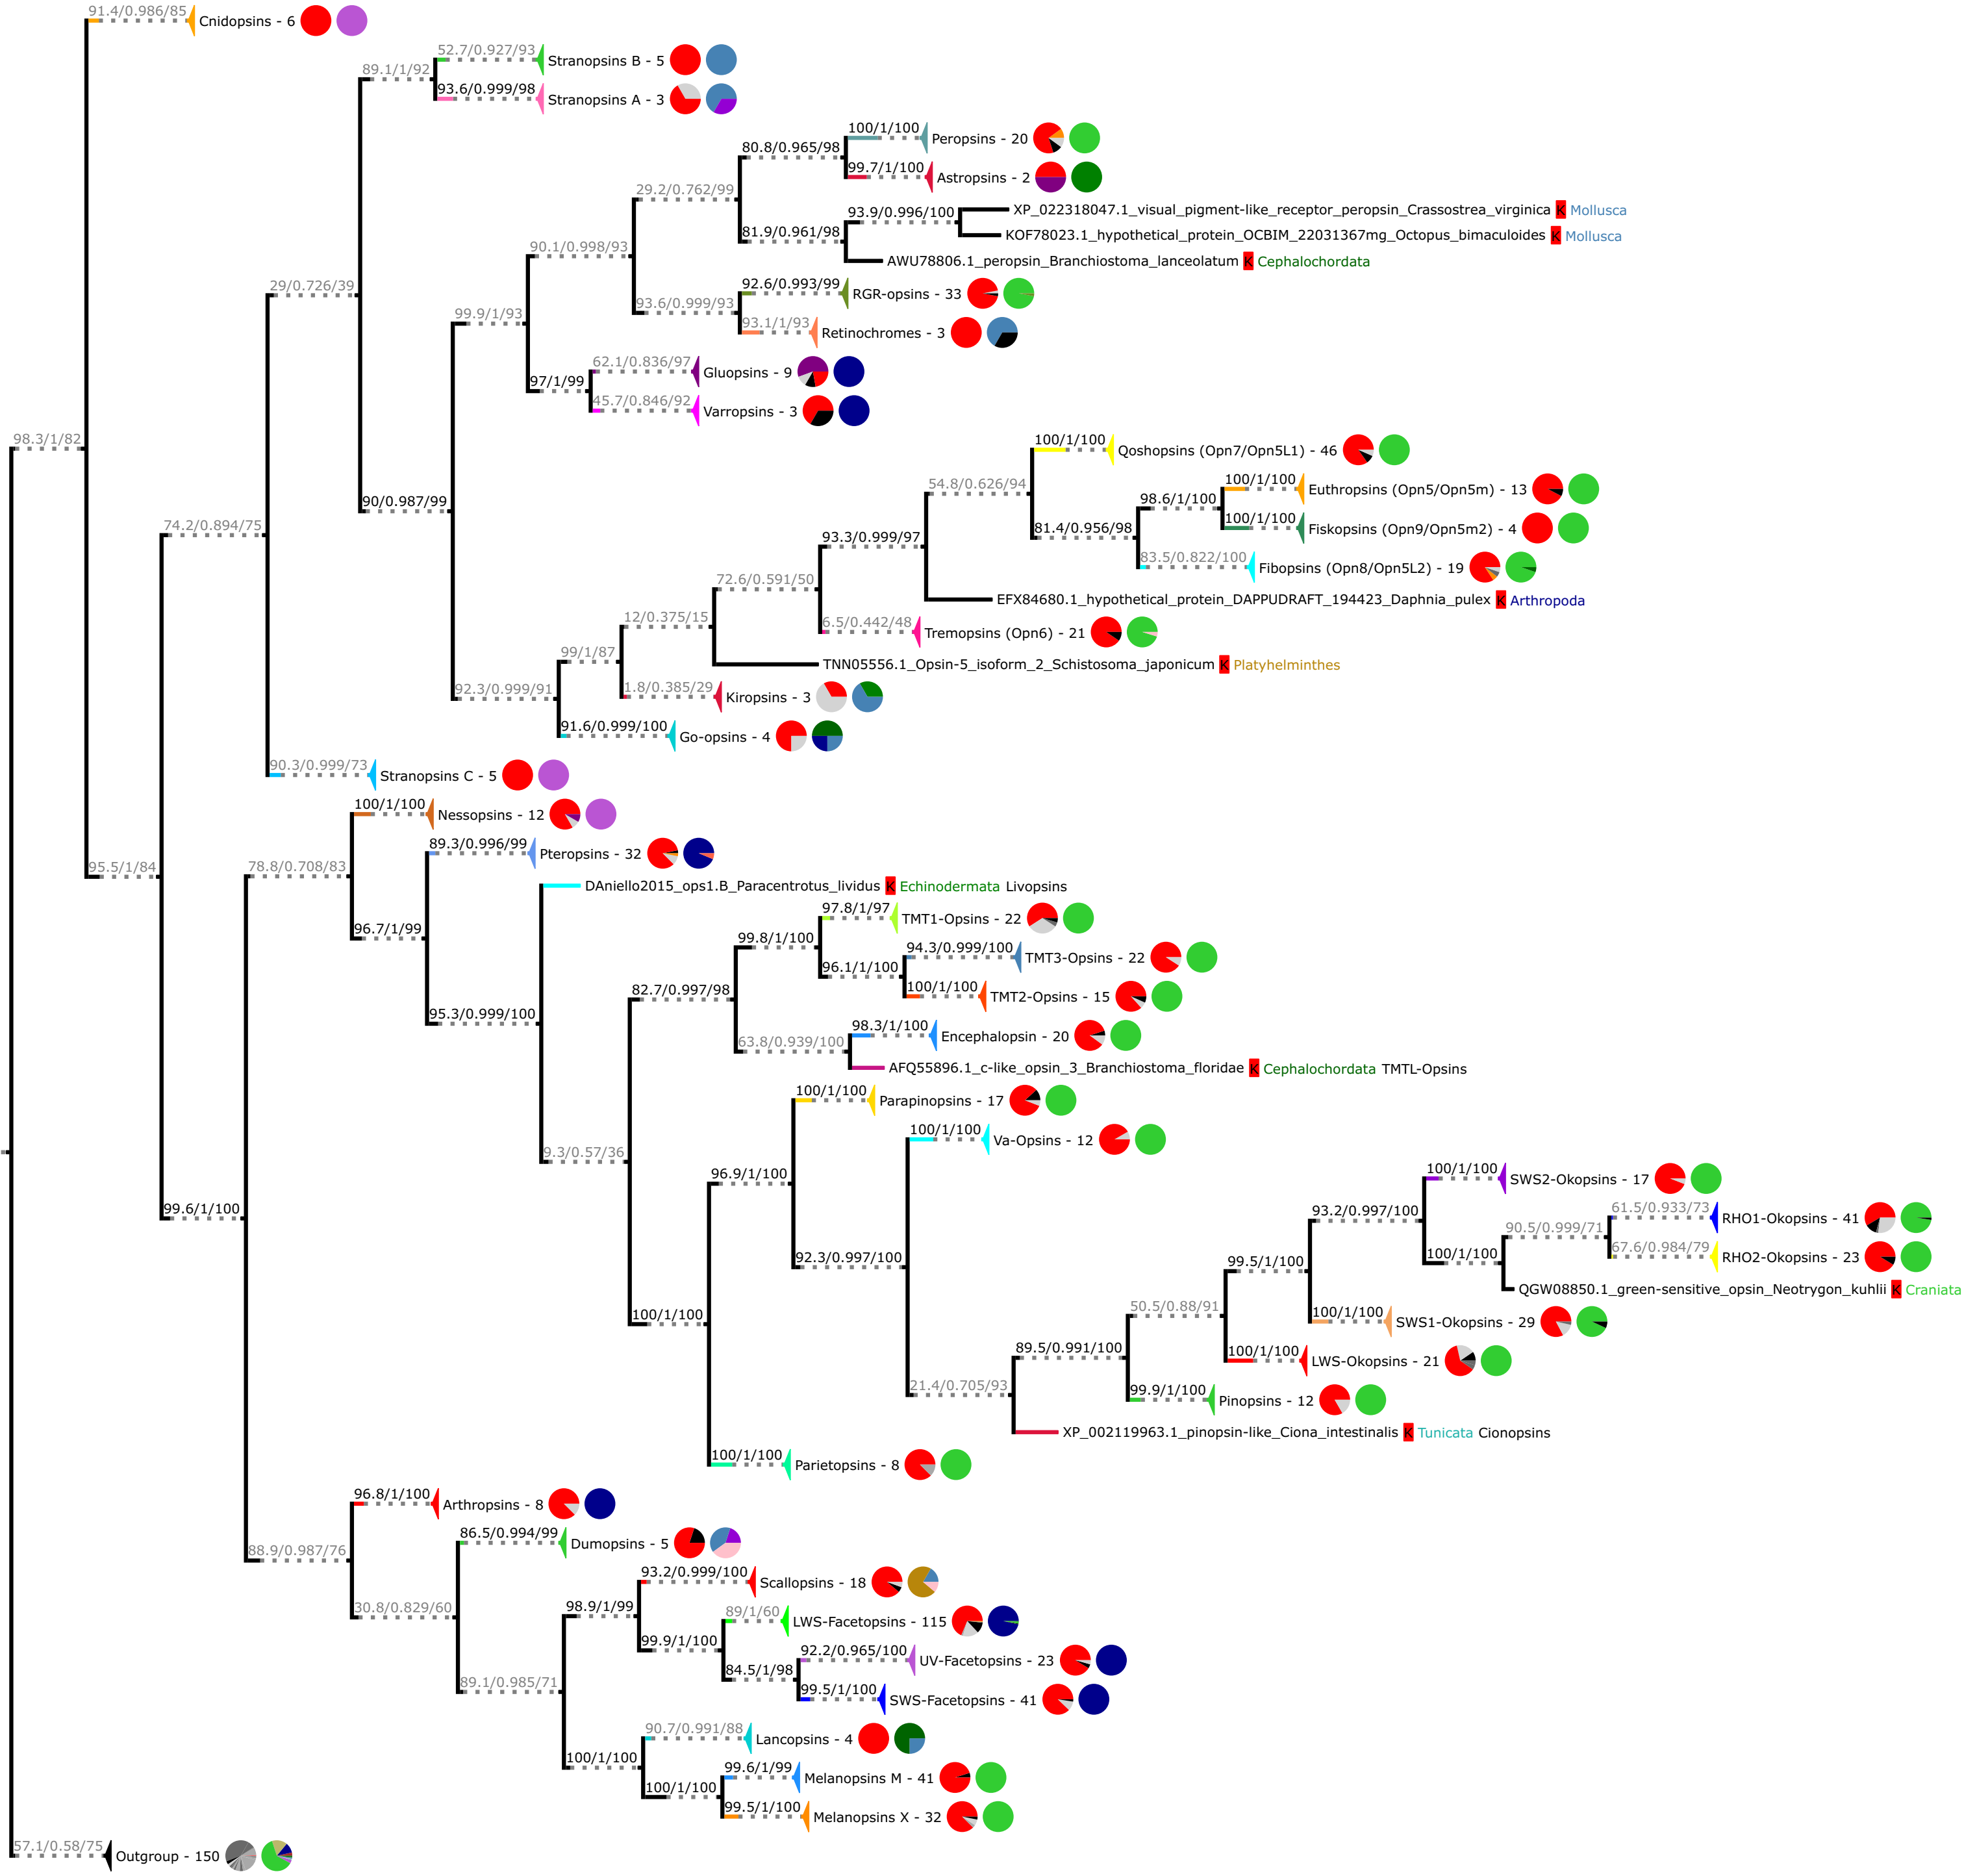 91.4/0.986/85
Cnidopsins - 6
52.7/0.927/93
Stranopsins B - 5
89.1/1/92
93.6/0.999/98
Stranopsins A - 3
100/1/100
Peropsins - 20
80.8/0.965/98
99.7/1/100
Astropsins - 2
29.2/0.762/99
93.9/0.996/100
XP_022318047.1_visual_pigment-like_receptor_peropsin_Crassostrea_virginica K Mollusca
81.9/0.961/98
KOF78023.1_hypothetical_protein_OCBIM_22031367mg_Octopus_bimaculoides K Mollusca
90.1/0.998/93
AWU78806.1_peropsin_Branchiostoma_lanceolatum K Cephalochordata
29/0.726/39
92.6/0.993/99
RGR-opsins - 33
93.6/0.999/93
99.9/1/93
93.1/1/93
Retinochromes - 3
62.1/0.836/97
Gluopsins - 9
97/1/99
45.7/0.846/92
Varropsins - 3
98.3/1/82
100/1/100
Qoshopsins (Opn7/Opn5L1) - 46
54.8/0.626/94
100/1/100
Euthropsins (Opn5/Opn5m) - 13
90/0.987/99
98.6/1/100
100/1/100
Fiskopsins (Opn9/Opn5m2) - 4
74.2/0.894/75
93.3/0.999/97
81.4/0.956/98
83.5/0.822/100
Fibopsins (Opn8/Opn5L2) - 19
72.6/0.591/50
EFX84680.1_hypothetical_protein_DAPPUDRAFT_194423_Daphnia_pulex K Arthropoda
12/0.375/15
6.5/0.442/48
Tremopsins (Opn6) - 21
99/1/87
TNN05556.1_Opsin-5_isoform_2_Schistosoma_japonicum K Platyhelminthes
92.3/0.999/91
1.8/0.385/29
Kiropsins - 3
91.6/0.999/100
Go-opsins - 4
90.3/0.999/73
Stranopsins C - 5
100/1/100
Nessopsins - 12
95.5/1/84
78.8/0.708/83
89.3/0.996/99
Pteropsins - 32
DAniello2015_ops1.B_Paracentrotus_lividus K Echinodermata Livopsins
96.7/1/99
97.8/1/97
TMT1-Opsins - 22
99.8/1/100
94.3/0.999/100
TMT3-Opsins - 22
96.1/1/100
82.7/0.997/98
100/1/100
TMT2-Opsins - 15
95.3/0.999/100
98.3/1/100
Encephalopsin - 20
63.8/0.939/100
AFQ55896.1_c-like_opsin_3_Branchiostoma_floridae K Cephalochordata TMTL-Opsins
100/1/100
Parapinopsins - 17
9.3/0.57/36
100/1/100
Va-Opsins - 12
96.9/1/100
100/1/100
SWS2-Okopsins - 17
99.6/1/100
93.2/0.997/100
61.5/0.933/73
RHO1-Okopsins - 41
90.5/0.999/71
92.3/0.997/100
99.5/1/100
100/1/100
67.6/0.984/79
RHO2-Okopsins - 23
QGW08850.1_green-sensitive_opsin_Neotrygon_kuhlii K Craniata
100/1/100
50.5/0.88/91
100/1/100
SWS1-Okopsins - 29
89.5/0.991/100
100/1/100
LWS-Okopsins - 21
21.4/0.705/93
99.9/1/100
Pinopsins - 12
XP_002119963.1_pinopsin-like_Ciona_intestinalis K Tunicata Cionopsins
100/1/100
Parietopsins - 8
96.8/1/100
Arthropsins - 8
88.9/0.987/76
86.5/0.994/99
Dumopsins - 5
93.2/0.999/100
Scallopsins - 18
30.8/0.829/60
98.9/1/99
89/1/60
LWS-Facetopsins - 115
99.9/1/100
92.2/0.965/100
UV-Facetopsins - 23
84.5/1/98
89.1/0.985/71
99.5/1/100
SWS-Facetopsins - 41
90.7/0.991/88
Lancopsins - 4
100/1/100
99.6/1/99
Melanopsins M - 41
100/1/100
99.5/1/100
Melanopsins X - 32
57.1/0.58/75
Outgroup - 150